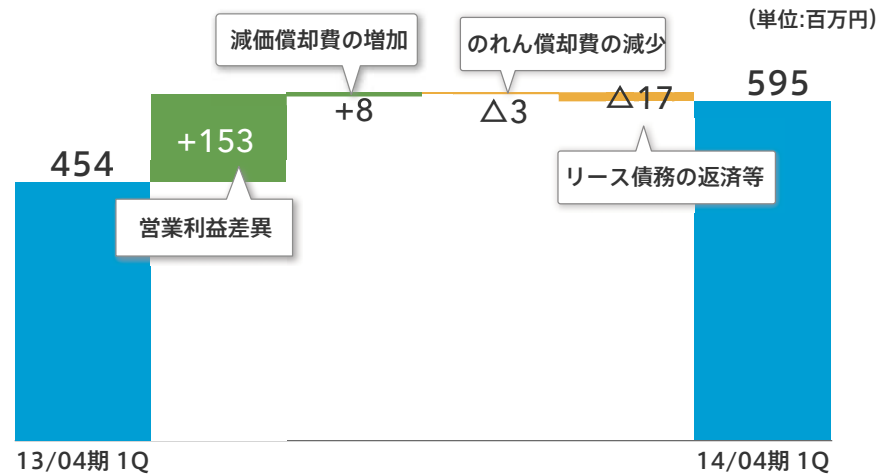 (単位:百万円)
減価償却費の増加
のれん償却費の減少
454
+153
+8
△3
△17
595
営業利益差異
リース債務の返済等
13/04期 1Q
14/04期 1Q